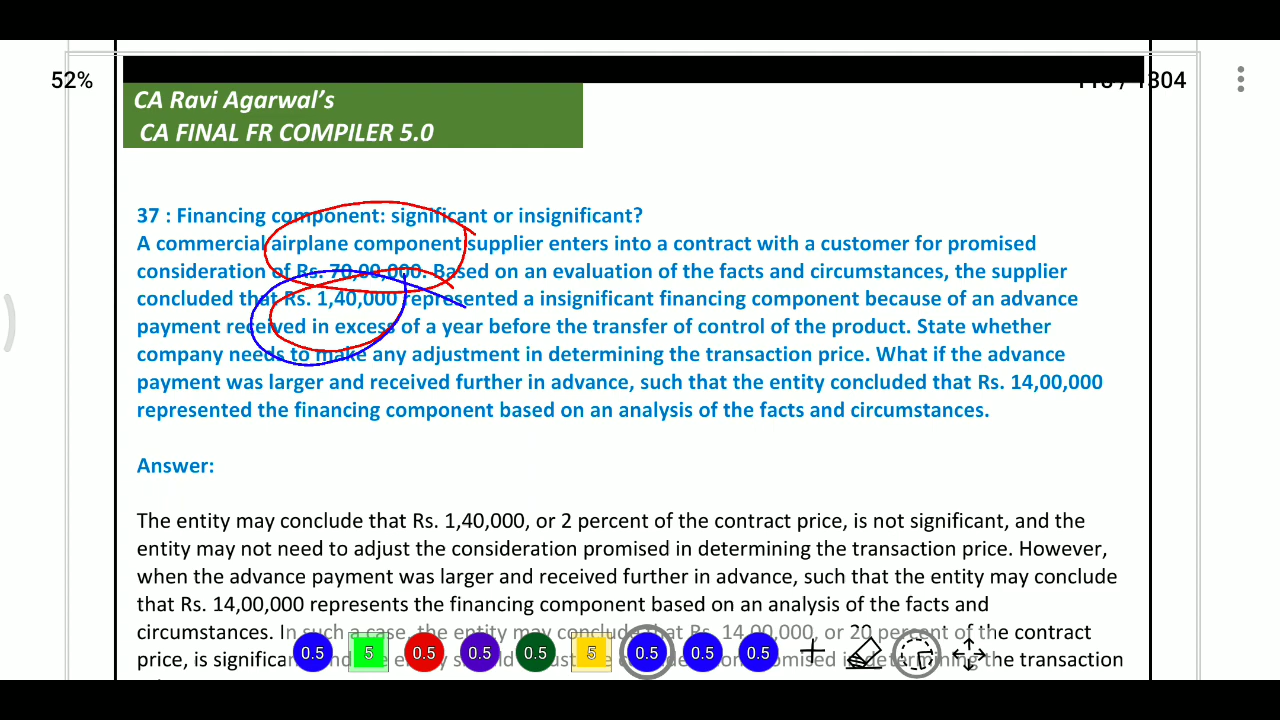 52%
110 / 1304
CA Ravi Agarwal's
CA FINAL FR COMPILER 5.0
37 : Financing component: significant or insignificant?
A commercial airplane component supplier enters into a contract with a customer for promised
consideration of Rs. 70,00,000. Based on an evaluation of the facts and circumstances, the supplier
concluded that Rs. 1,40,000 represented a insignificant financing component because of an advance
payment received in excess of a year before the transfer of control of the product. State whether
company needs to make any adjustment in determining the transaction price. What if the advance
payment was larger and received further in advance, such that the entity concluded that Rs. 14,00,000
represented the financing component based on an analysis of the facts and circumstances.
Answer:
The entity may conclude that Rs. 1,40,000, or 2 percent of the contract price, is not significant, and the
entity may not need to adjust the consideration promised in determining the transaction price. However,
when the advance payment was larger and received further in advance, such that the entity may conclude
that Rs. 14,00,000 represents the financing component based on an analysis of the facts and
circumstances. In such a case, the entity may conclude that Rs. 14,00,000, or 20 percent of the contract
price, is significant and the entity should adjust the consideration promised in determining the transaction
0.5 5 0.5 0.5 0.5 5 0.5 0.5 0.5